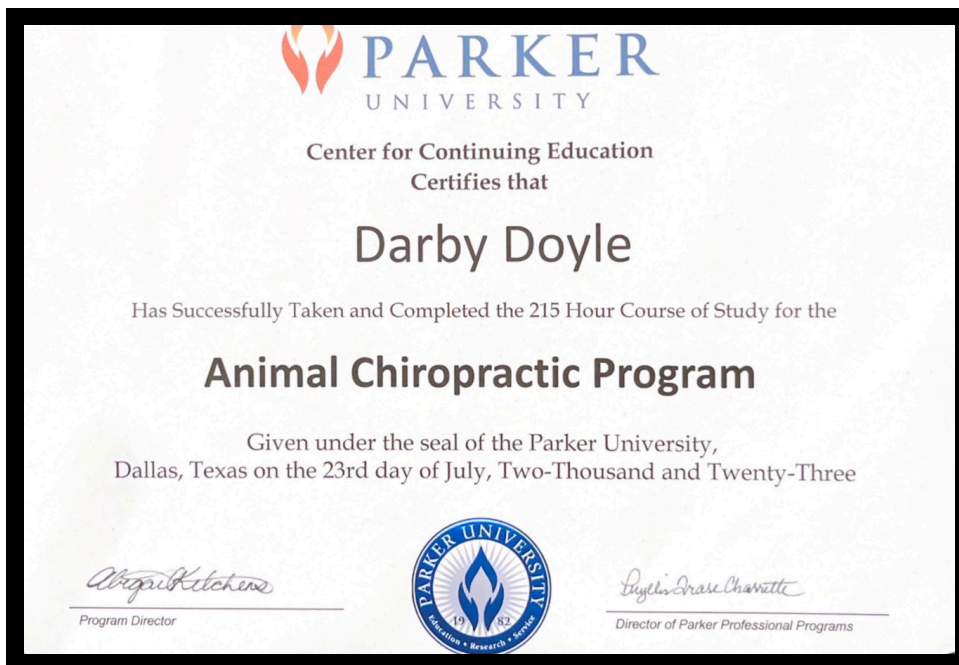 PARKER
UNIVERSITY
Center for Continuing Education
Certifies that
Darby Doyle
Has Successfully Taken and Completed the 215 Hour Course of Study for the
Animal Chiropractic Program
Given under the seal of the Parker University,
Dallas, Texas on the 23rd day of July, Two-Thousand and Twenty-Three
PARKER UNIVERSITY
19 82
Education • Research • Service
Program Director
Director of Parker Professional Programs